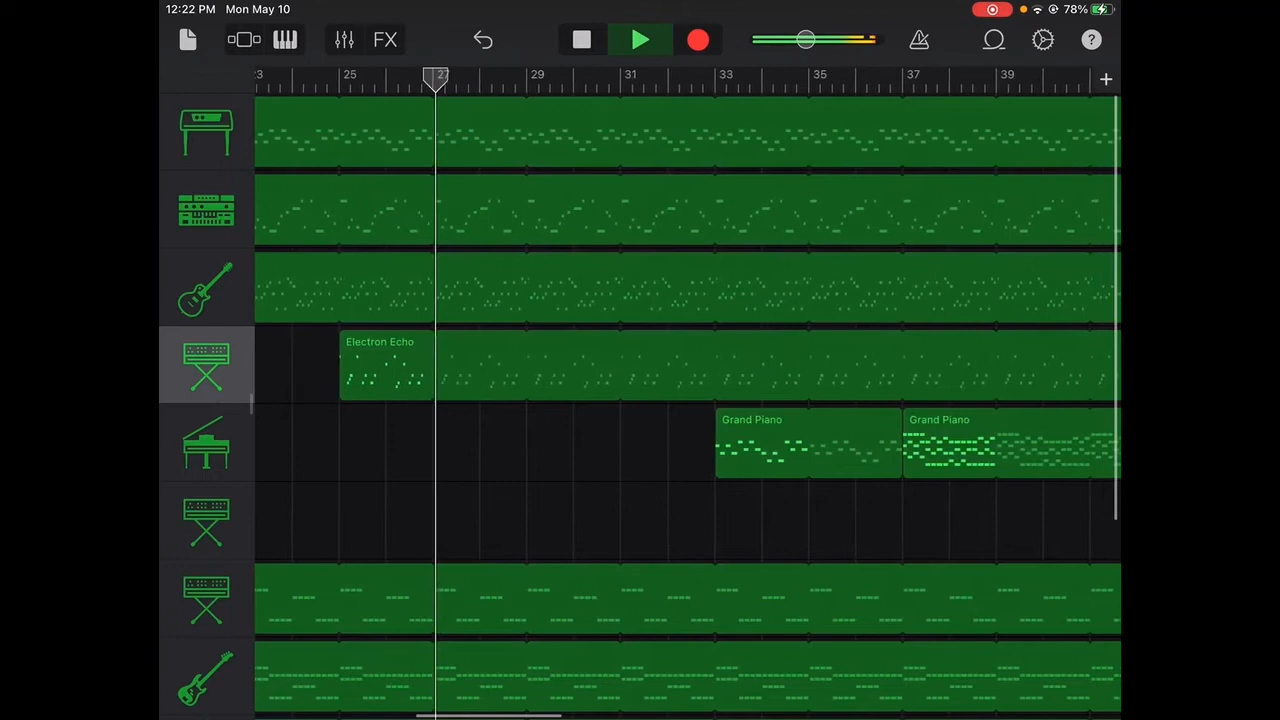 12:22 PM Mon May 10 78%
FX ?
3 25 27 29 31 33 35 37 39 +
Electron Echo
Grand Piano Grand Piano